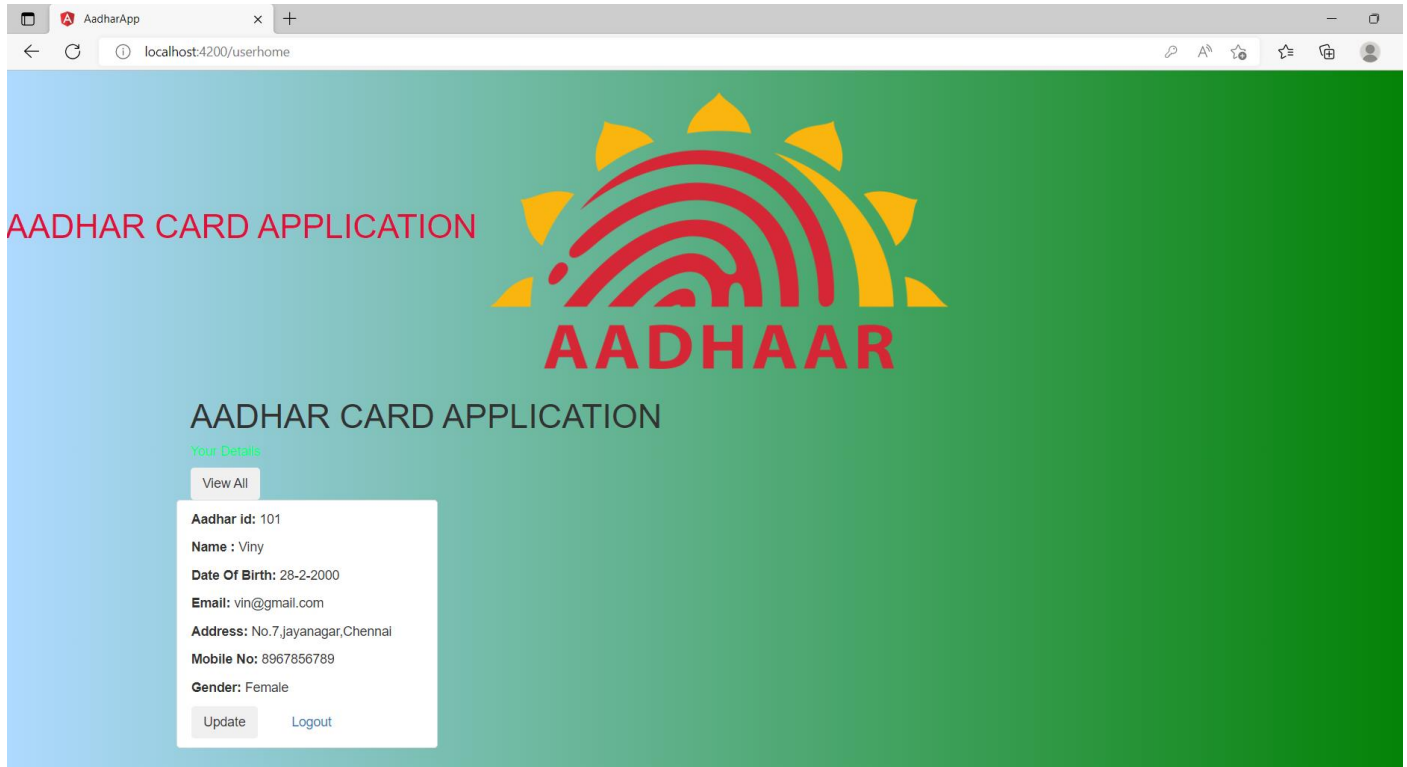 AadharApp
localhost:4200/userhome
AADHAR CARD APPLICATION
AADHAAR
AADHAR CARD APPLICATION
Your Details
View All
Aadhar id: 101
Name : Viny
Date Of Birth: 28-2-2000
Email: vin@gmail.com
Address: No.7,jayanagar,Chennai
Mobile No: 8967856789
Gender: Female
Update Logout